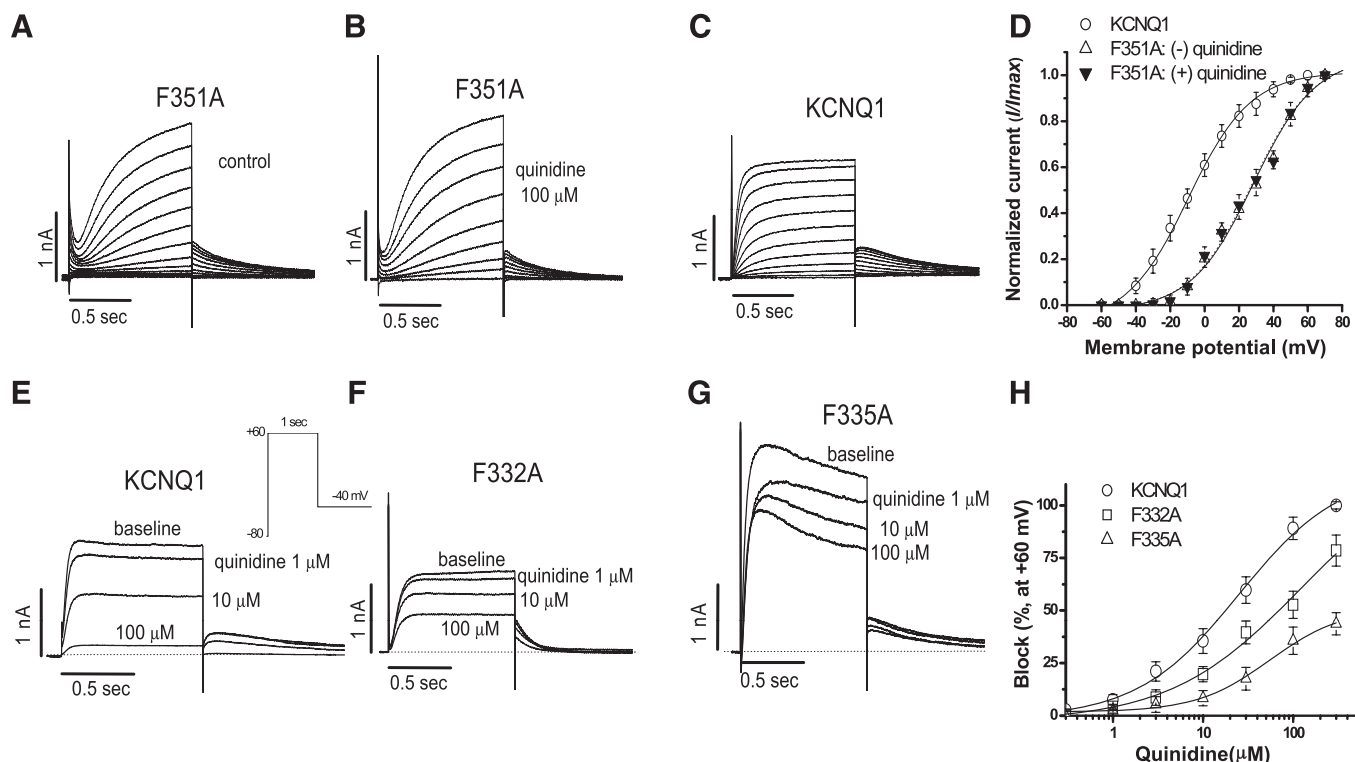 A
F351A
control
1 nA
0.5 sec
B
F351A
quinidine
100 μM
1 nA
0.5 sec
C
KCNQ1
1 nA
0.5 sec
D
KCNQ1
F351A: (-) quinidine
F351A: (+) quinidine
Normalized current (I/Imax)
1.0
0.8
0.6
0.4
0.2
0.0
-80 -60 -40 -20 0 20 40 60 80
Membrane potential (mV)
E
KCNQ1
+60
1 sec
-40 mV
-80
baseline
quinidine 1 μM
10 μM
100 μM
1 nA
0.5 sec
F
F332A
baseline
quinidine 1 μM
10 μM
100 μM
1 nA
0.5 sec
G
F335A
baseline
quinidine 1 μM
10 μM
100 μM
1 nA
0.5 sec
H
KCNQ1
F332A
F335A
Block (%, at +60 mV)
100
75
50
25
0
1 10 100
Quinidine(μM)